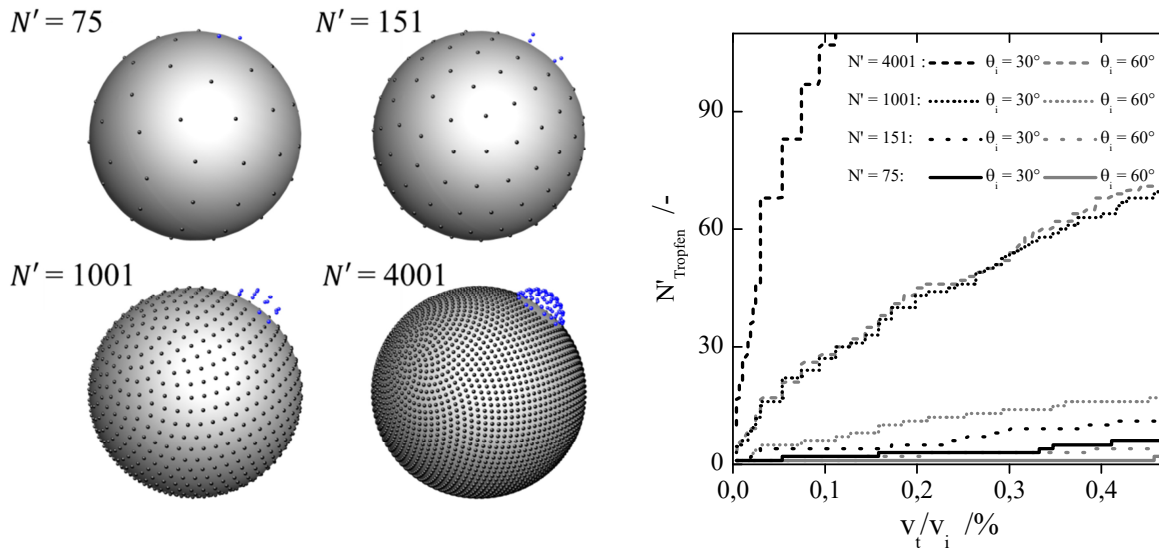 N′ = 75
N′ = 151
N′ = 1001
N′ = 4001
N' = 4001 : θi = 30° θi = 60°
N' = 1001: θi = 30° θi = 60°
N' = 151: θi = 30° θi = 60°
N' = 75: θi = 30° θi = 60°
90
60
30
0
N'Tropfen /-
0,0 0,1 0,2 0,3 0,4
vt/vi /%